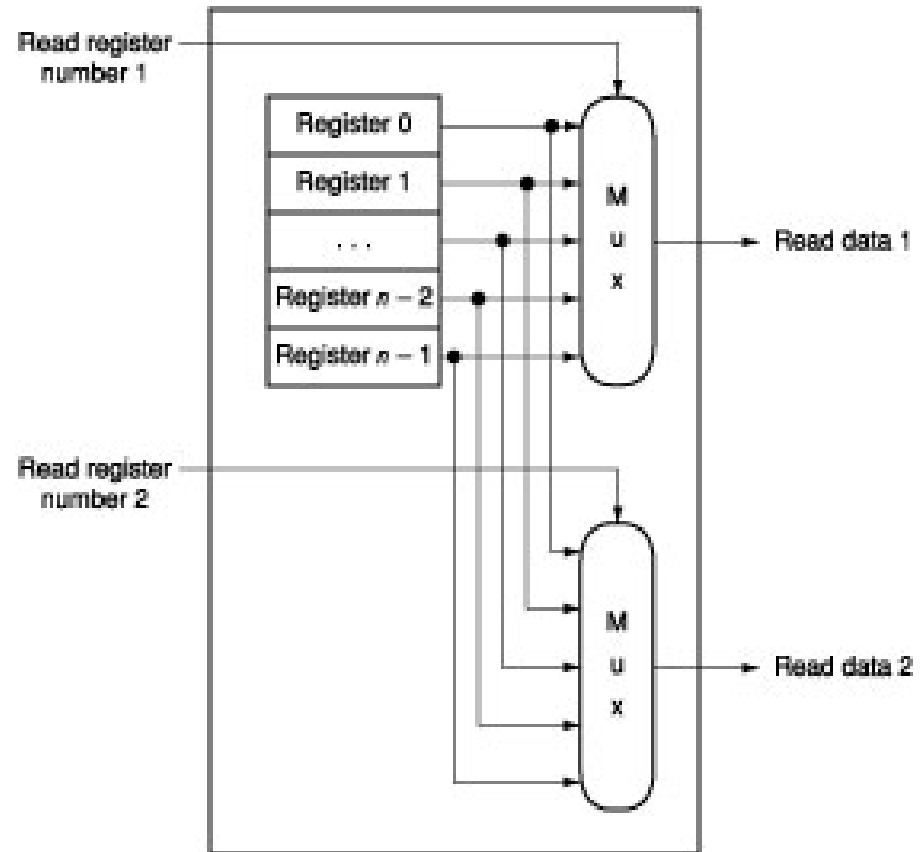 Read register
number 1
Register 0
Register 1
. . .
Register n – 2
Register n – 1
M
u
x
Read data 1
Read register
number 2
M
u
x
Read data 2